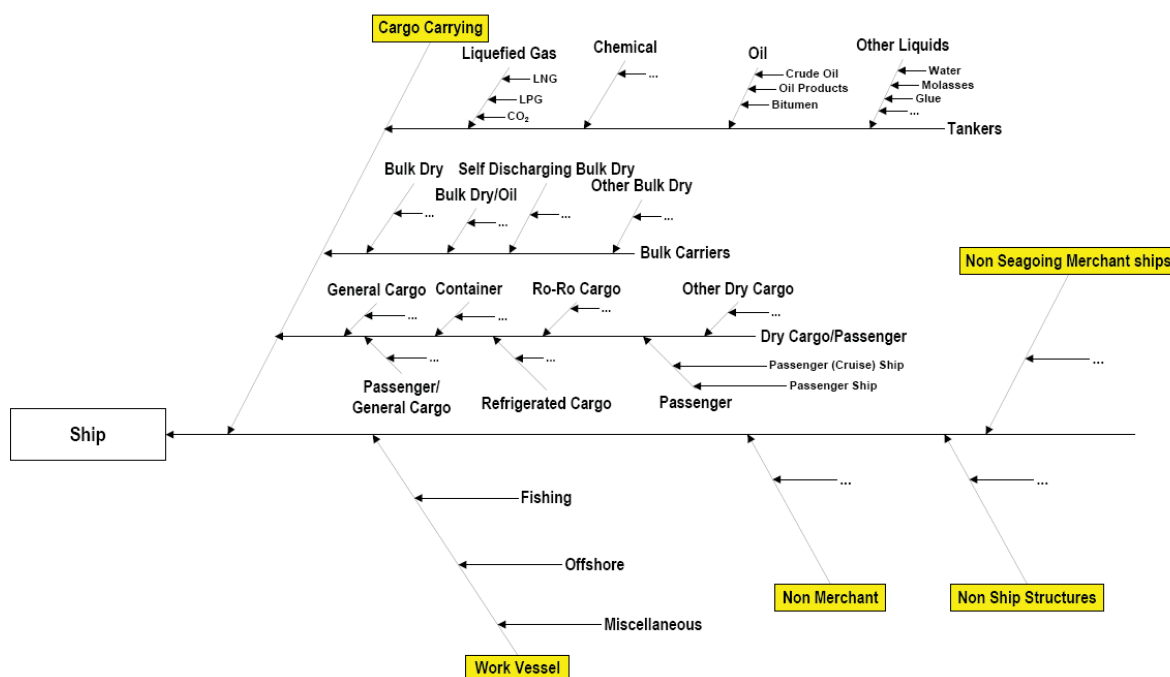 Cargo Carrying
Liquefied Gas
Chemical
Oil
Other Liquids
LNG
LPG
CO₂
...
Crude Oil
Oil Products
Bitumen
Water
Molasses
Glue
...
Tankers
Bulk Dry
Self Discharging Bulk Dry
Bulk Dry/Oil
Other Bulk Dry
...
...
...
...
Bulk Carriers
Non Seagoing Merchant ships
General Cargo
Container
Ro-Ro Cargo
Other Dry Cargo
...
...
...
...
Dry Cargo/Passenger
...
...
Passenger (Cruise) Ship
Passenger Ship
...
Passenger/
General Cargo
Refrigerated Cargo
Passenger
Ship
...
...
Fishing
Offshore
Miscellaneous
Non Merchant
Non Ship Structures
Work Vessel